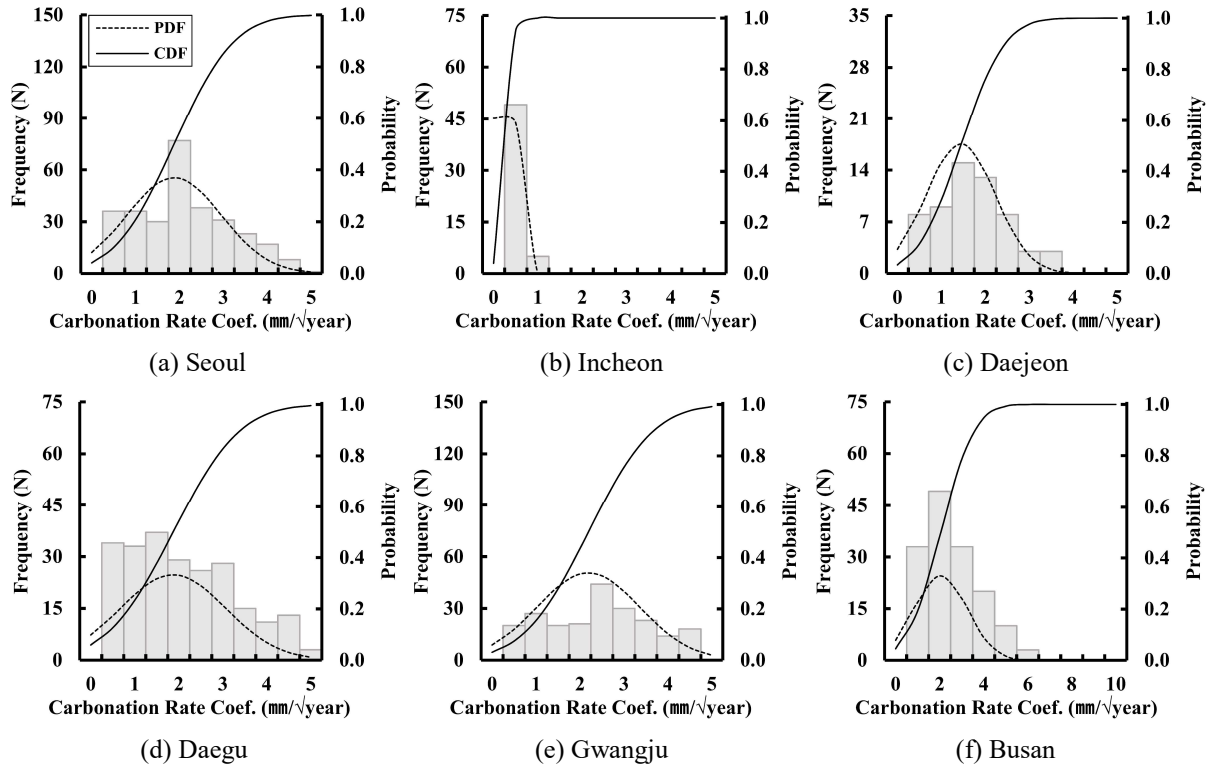 PDF
CDF
150
120
90
60
30
0
Frequency (N)
1.0
0.8
0.6
0.4
0.2
0.0
Probability
0 1 2 3 4 5
Carbonation Rate Coef. (㎜/√year)
(a) Seoul
75
60
45
30
15
0
Frequency (N)
1.0
0.8
0.6
0.4
0.2
0.0
Probability
0 1 2 3 4 5
Carbonation Rate Coef. (㎜/√year)
(b) Incheon
35
28
21
14
7
0
Frequency (N)
1.0
0.8
0.6
0.4
0.2
0.0
Probability
0 1 2 3 4 5
Carbonation Rate Coef. (㎜/√year)
(c) Daejeon
75
60
45
30
15
0
Frequency (N)
1.0
0.8
0.6
0.4
0.2
0.0
Probability
0 1 2 3 4 5
Carbonation Rate Coef. (㎜/√year)
(d) Daegu
150
120
90
60
30
0
Frequency (N)
1.0
0.8
0.6
0.4
0.2
0.0
Probability
0 1 2 3 4 5
Carbonation Rate Coef. (㎜/√year)
(e) Gwangju
75
60
45
30
15
0
Frequency (N)
1.0
0.8
0.6
0.4
0.2
0.0
Probability
0 2 4 6 8 10
Carbonation Rate Coef. (㎜/√year)
(f) Busan